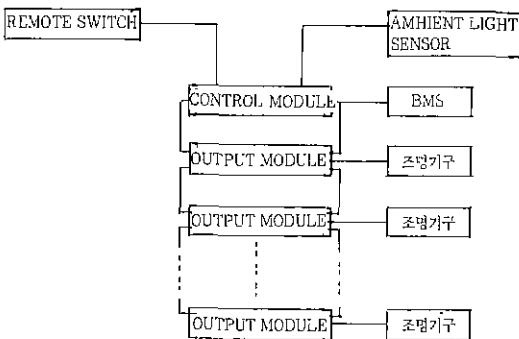 REMOTE SWITCH
AMHIENT LIGHT
SENSOR
CONTROL MODULE
BMS
OUTPUT MODULE
조명기구
OUTPUT MODULE
조명기구
OUTPUT MODULE
조명기구